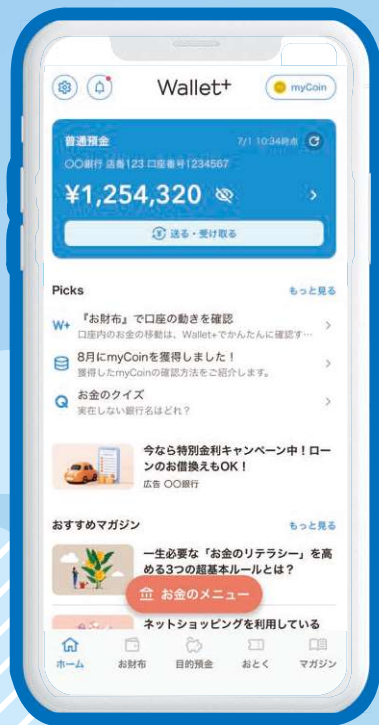 Wallet+
myCoin
普通預金
7/1 10:34時点
〇〇銀行 店番123 口座番号1234567
¥1,254,320
送る・受け取る
Picks
もっと見る
W+
『お財布』で口座の動きを確認
口座内のお金の移動は、Wallet+でかんたんに確認す…
8月にmyCoinを獲得しました！
獲得したmyCoinの確認方法をご紹介します。
Q
お金のクイズ
実在しない銀行名はどれ？
今なら特別金利キャンペーン中！ロー
ンのお借換えもOK！
広告 〇〇銀行
おすすめマガジン
もっと見る
一生必要な「お金のリテラシー」を高
める3つの超基本ルールとは？
お金のメニュー
ネットショッピングを利用している
ホーム
お財布
目的預金
おとく
マガジン